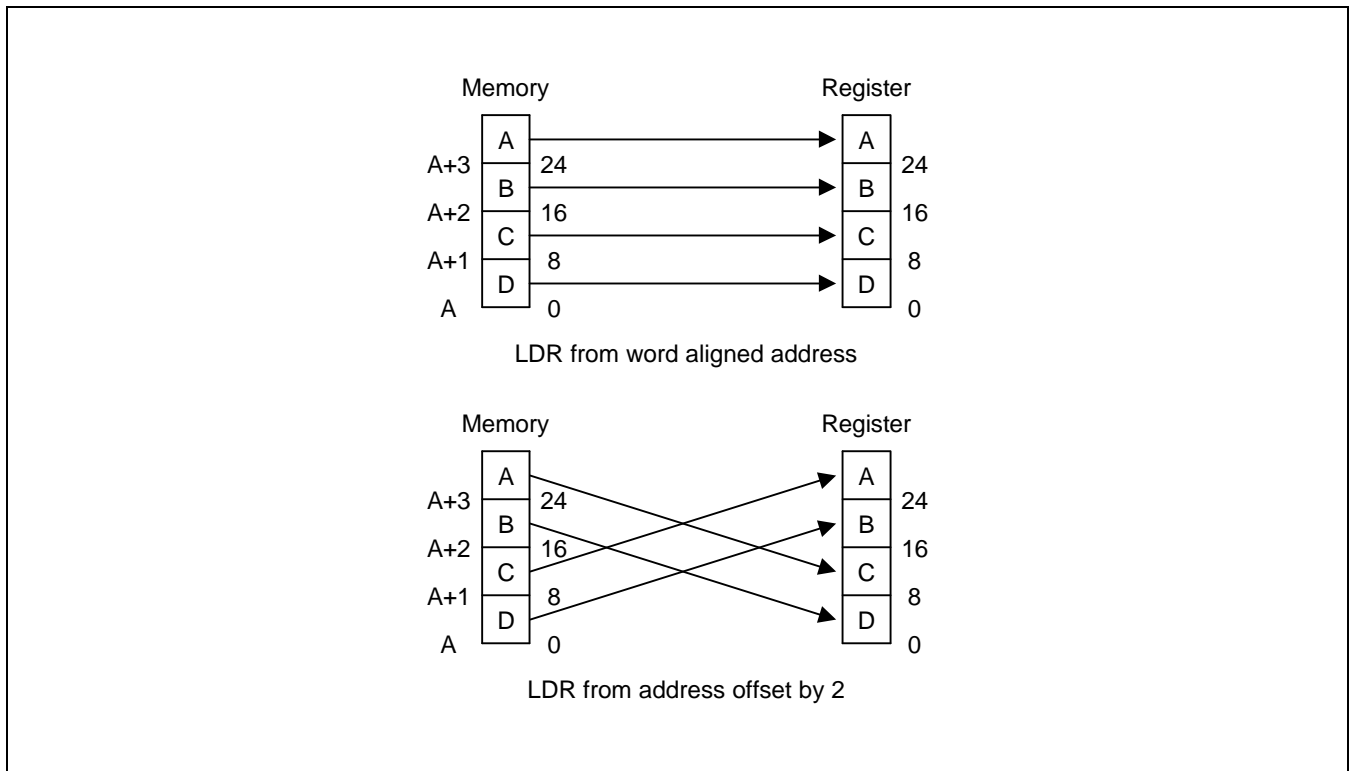 Memory Register
A A
A+3 24 24
B B
A+2 16 16
C C
A+1 8 8
D D
A 0 0
LDR from word aligned address
Memory Register
A A
A+3 24 24
B B
A+2 16 16
C C
A+1 8 8
D D
A 0 0
LDR from address offset by 2